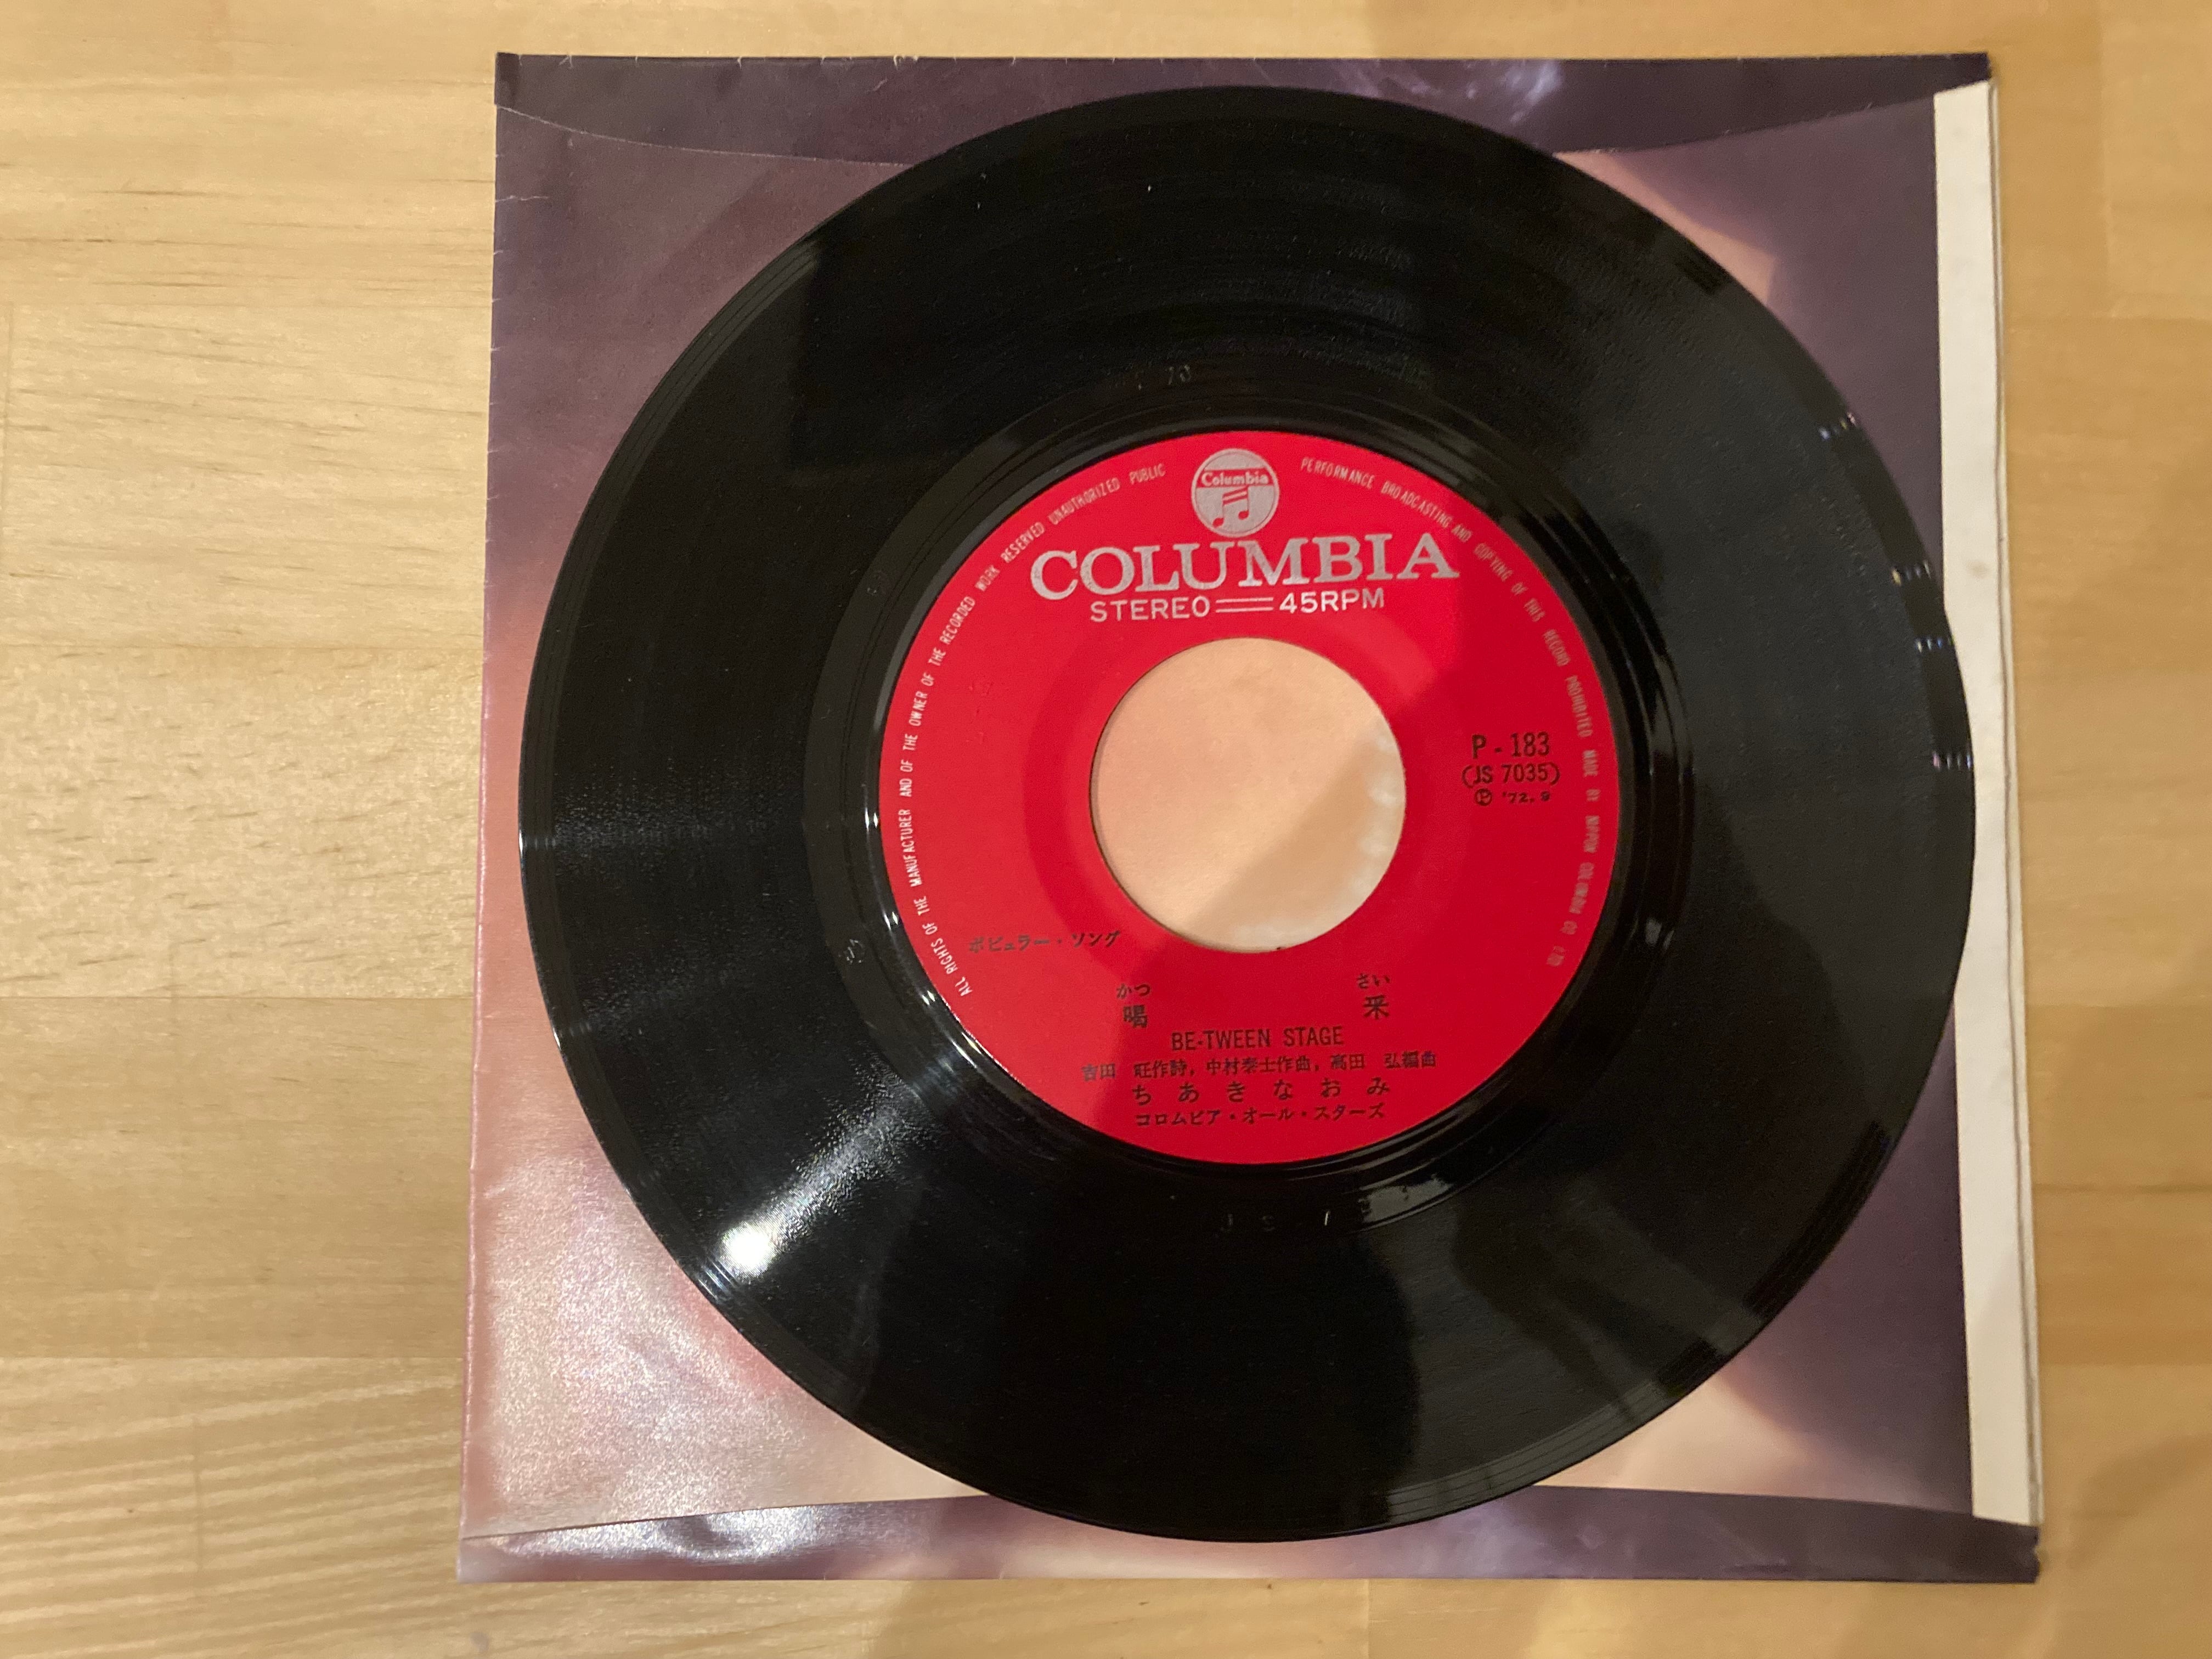 Columbia
COLUMBIA
STEREO 45RPM
P-183
(JS 7035)
Ⓟ '72.9
ポピュラー・ソング
かつ さい
喝 采
BE-TWEEN STAGE
吉田 旺作詩，中村泰士作曲，高田 弘編曲
ちあきなおみ
コロムビア・オール・スターズ
ALL RIGHTS OF THE MANUFACTURER AND OF THE OWNER OF THE RECORDED WORK RESERVED UNAUTHORIZED PUBLIC PERFORMANCE BROADCASTING AND COPYING OF THIS RECORD PROHIBITED MADE BY NIPPON COLUMBIA CO LTD